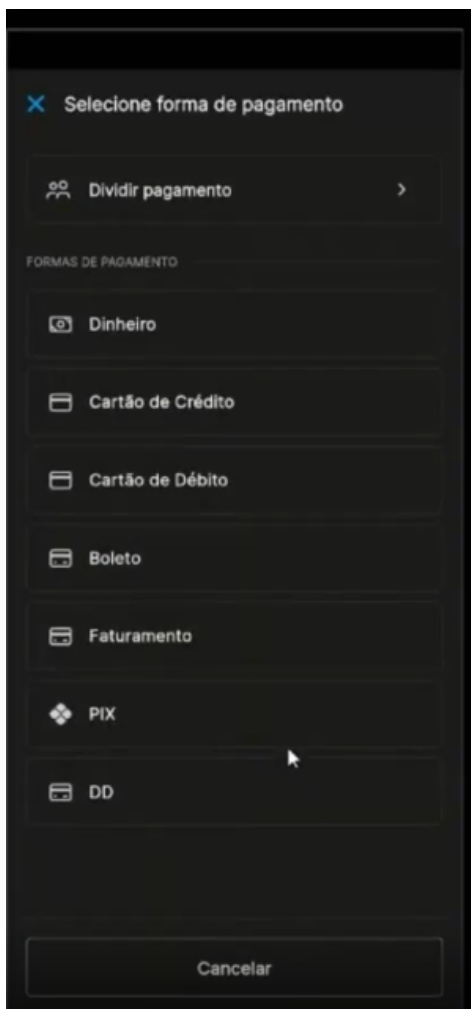 Selecione forma de pagamento
Dividir pagamento
FORMAS DE PAGAMENTO
Dinheiro
Cartão de Crédito
Cartão de Débito
Boleto
Faturamento
PIX
DD
Cancelar